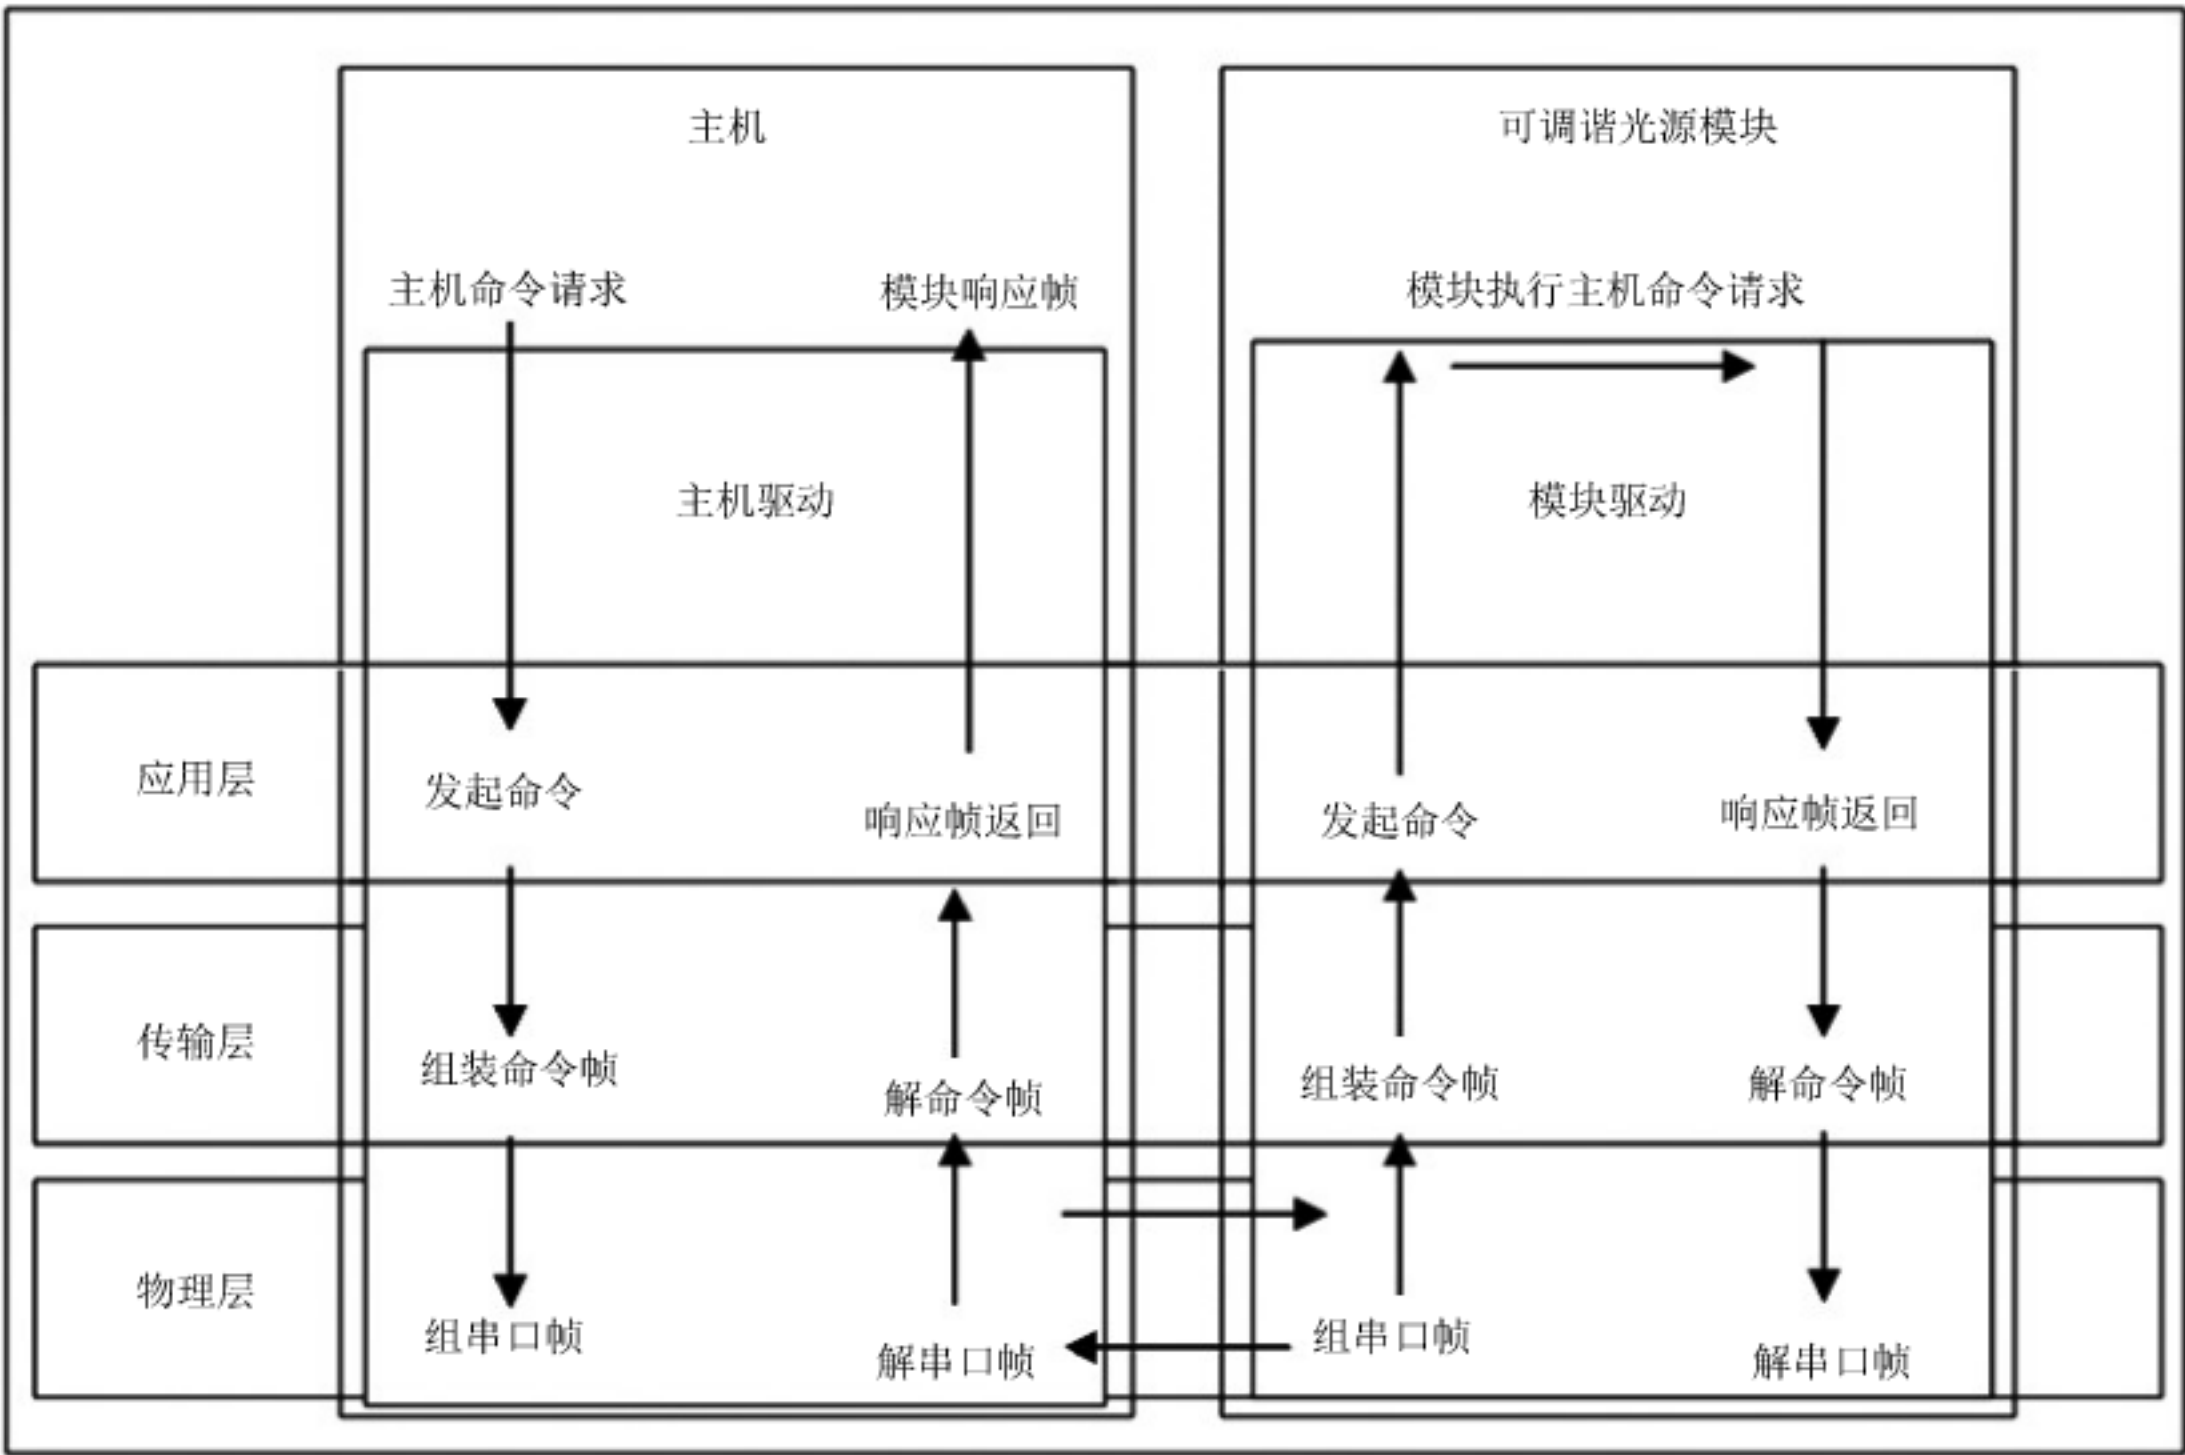 主机
可调谐光源模块
主机命令请求
模块响应帧
模块执行主机命令请求
主机驱动
模块驱动
应用层
发起命令
响应帧返回
发起命令
响应帧返回
传输层
组装命令帧
解命令帧
组装命令帧
解命令帧
物理层
组串口帧
解串口帧
组串口帧
解串口帧